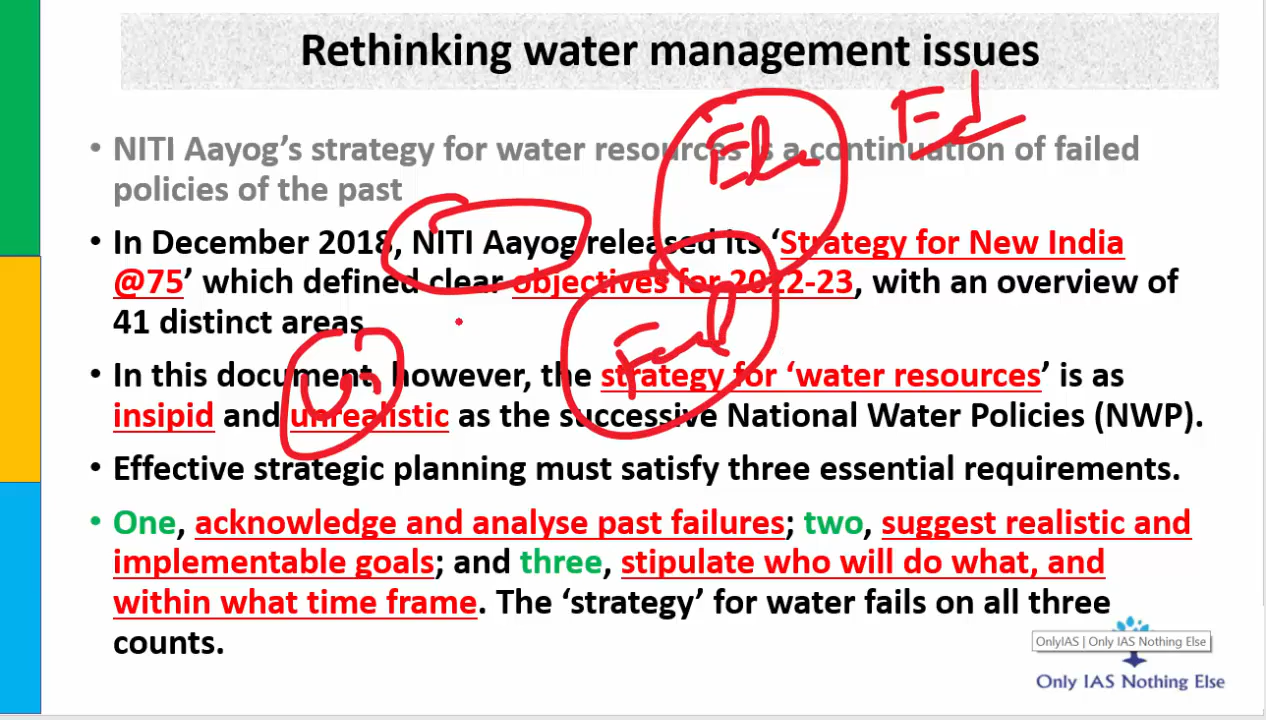 Rethinking water management issues
• NITI Aayog's strategy for water resources is a continuation of failed
policies of the past
• In December 2018, NITI Aayog released its ‘Strategy for New India
@75’ which defined clear objectives for 2022-23, with an overview of
41 distinct areas
• In this document, however, the strategy for ‘water resources’ is as
insipid and unrealistic as the successive National Water Policies (NWP).
• Effective strategic planning must satisfy three essential requirements.
• One, acknowledge and analyse past failures; two, suggest realistic and
implementable goals; and three, stipulate who will do what, and
within what time frame. The ‘strategy’ for water fails on all three
counts.
OnlyIAS | Only IAS Nothing Else
Only IAS Nothing Else